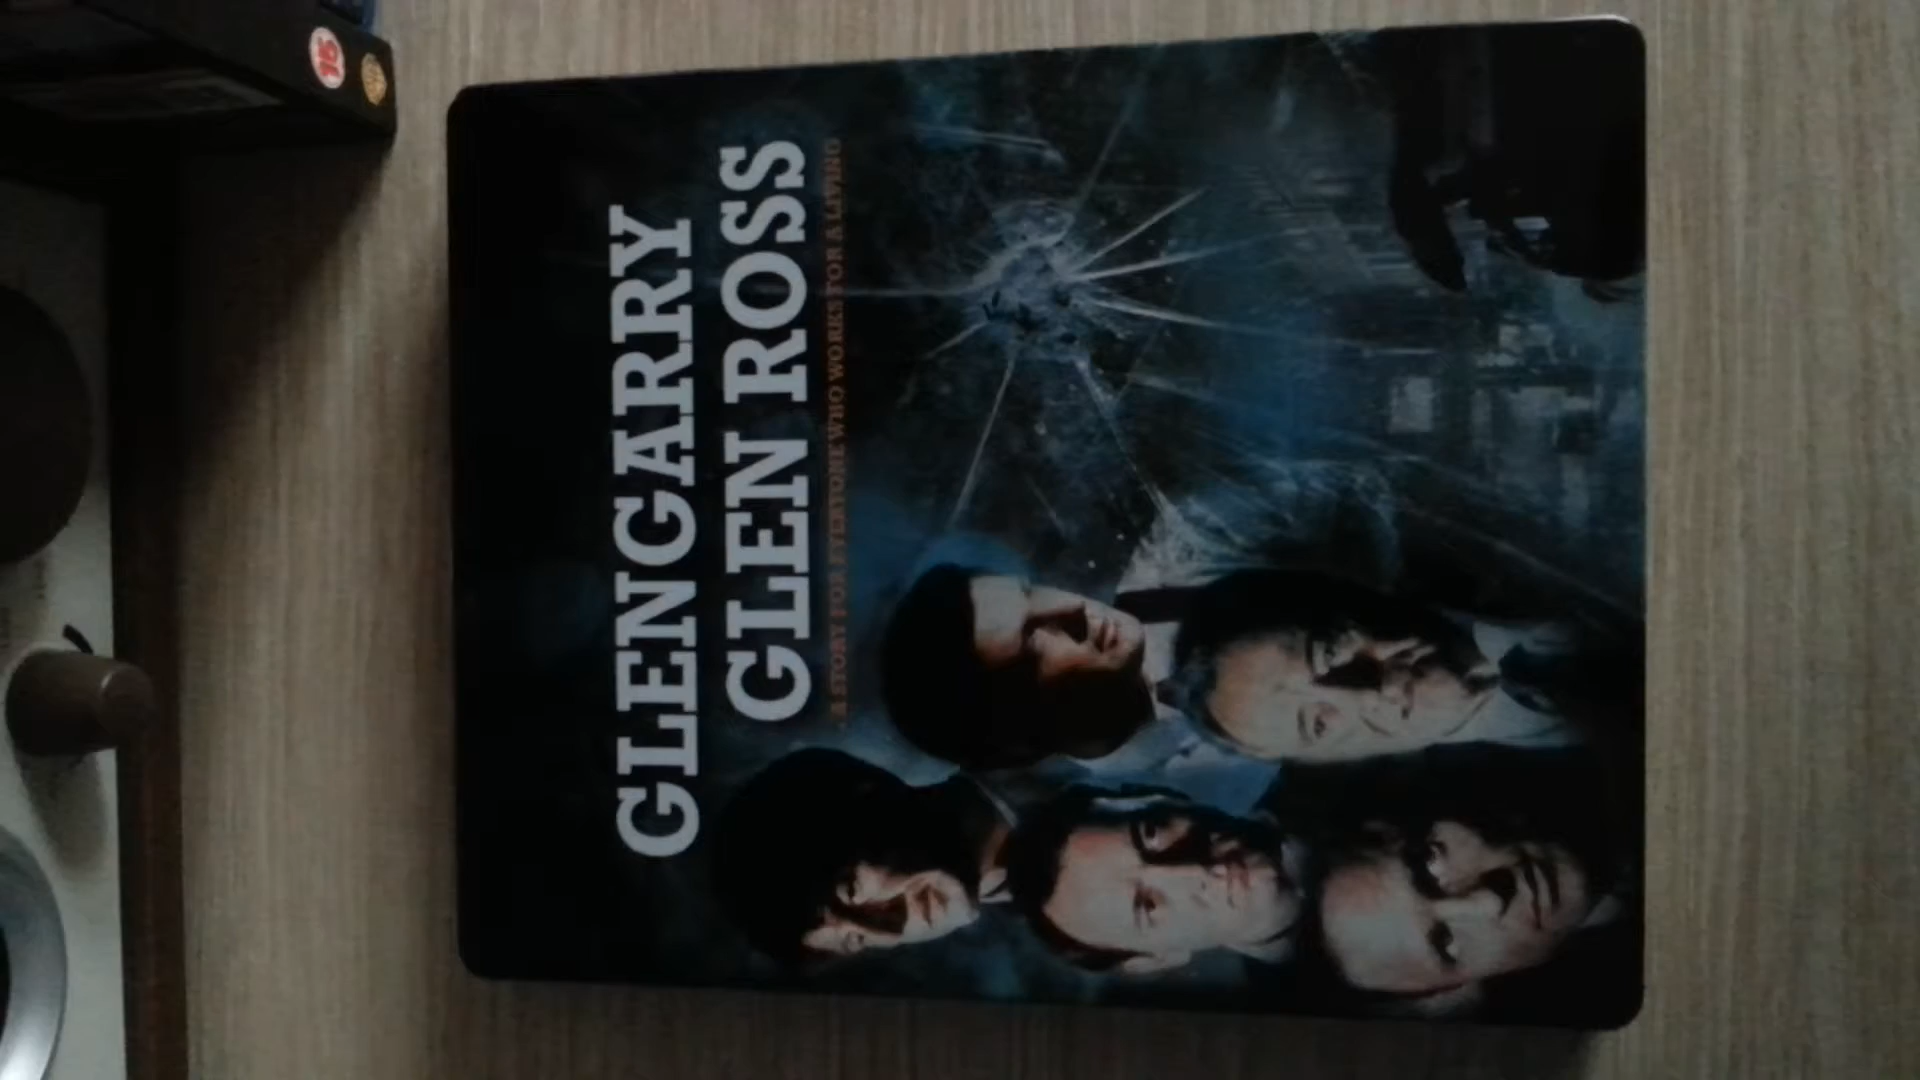 GLENGARRY
GLEN ROSS
A STORY FOR EVERYONE WHO WORKS FOR A LIVING
15